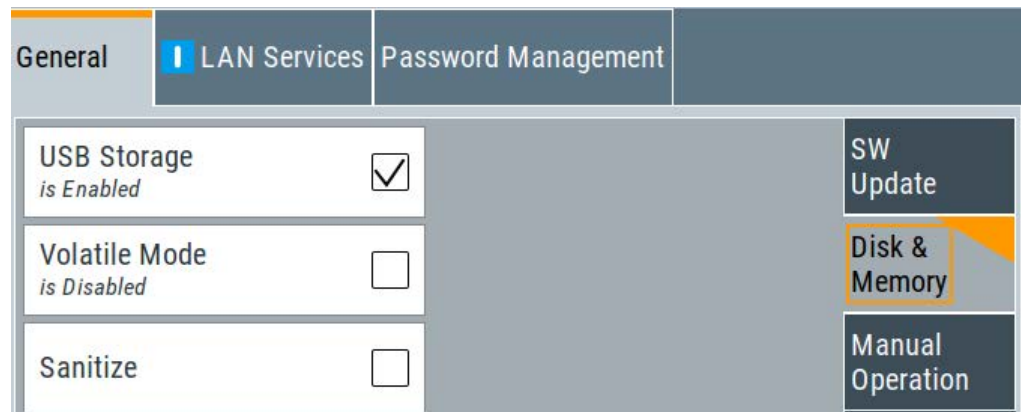 General
LAN Services
Password Management
USB Storage
is Enabled
SW
Update
Volatile Mode
is Disabled
Disk &
Memory
Sanitize
Manual
Operation